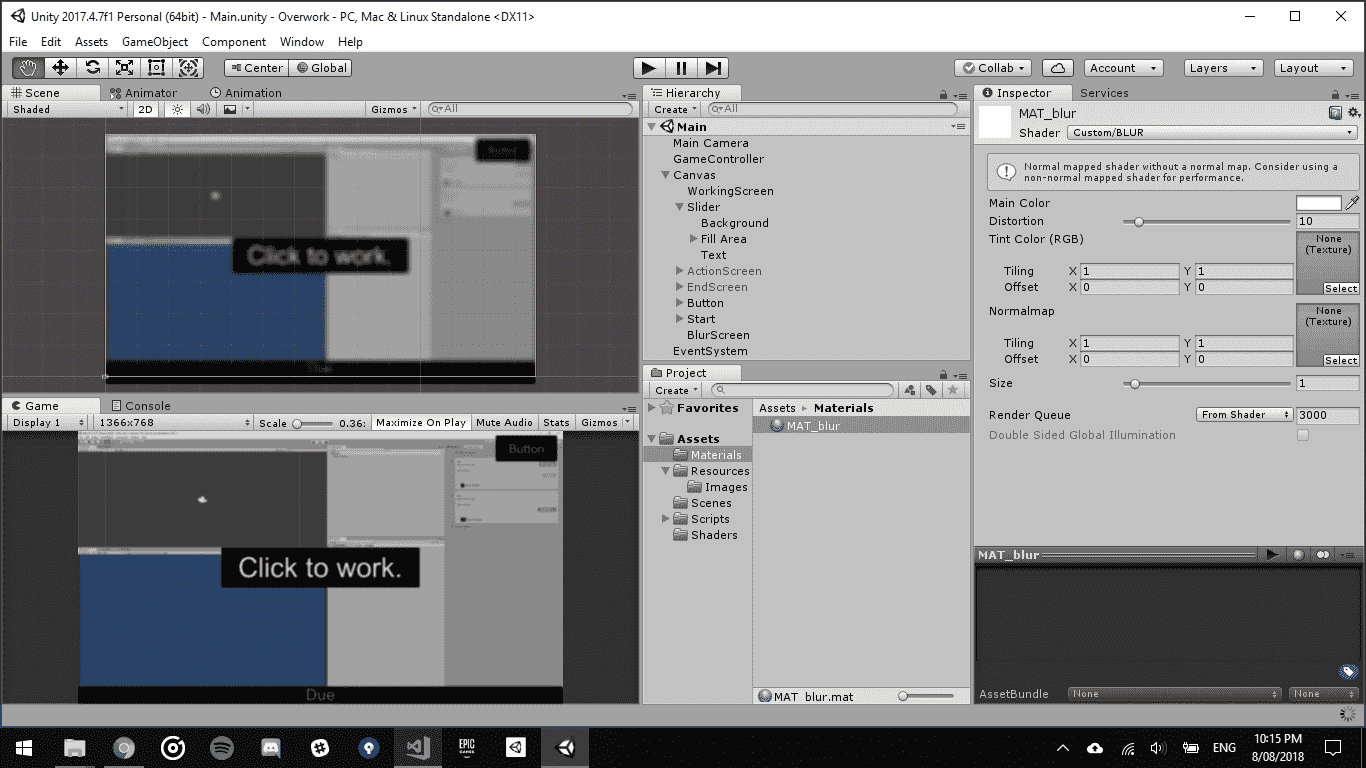 Unity 2017.4.7f1 Personal (64bit) - Main.unity - Overwork - PC, Mac & Linux Standalone <DX11>
File Edit Assets GameObject Component Window Help
Center Global
Collab Account Layers Layout
Scene Animator Animation
Shaded 2D Gizmos All
Click to work.
Game Console
Display 1 1366x768 Scale 0.36: Maximize On Play Mute Audio Stats Gizmos
Button
Click to work.
Due
Hierarchy
Create All
Main
Main Camera
GameController
Canvas
WorkingScreen
Slider
Background
Fill Area
Text
ActionScreen
EndScreen
Button
Start
BlurScreen
EventSystem
Project
Create
Favorites
Assets
Materials
Resources
Images
Scenes
Scripts
Shaders
Assets Materials
MAT_blur
MAT_blur.mat
Inspector Services
MAT_blur
Shader Custom/BLUR
Normal mapped shader without a normal map. Consider using a
non-normal mapped shader for performance.
Main Color
Distortion 10
Tint Color (RGB) None
(Texture)
Tiling X 1 Y 1
Offset X 0 Y 0 Select
Normalmap None
(Texture)
Tiling X 1 Y 1
Offset X 0 Y 0 Select
Size 1
Render Queue From Shader 3000
Double Sided Global Illumination
MAT_blur
AssetBundle None None
EPIC
GAMES
ENG
10:15 PM
8/08/2018